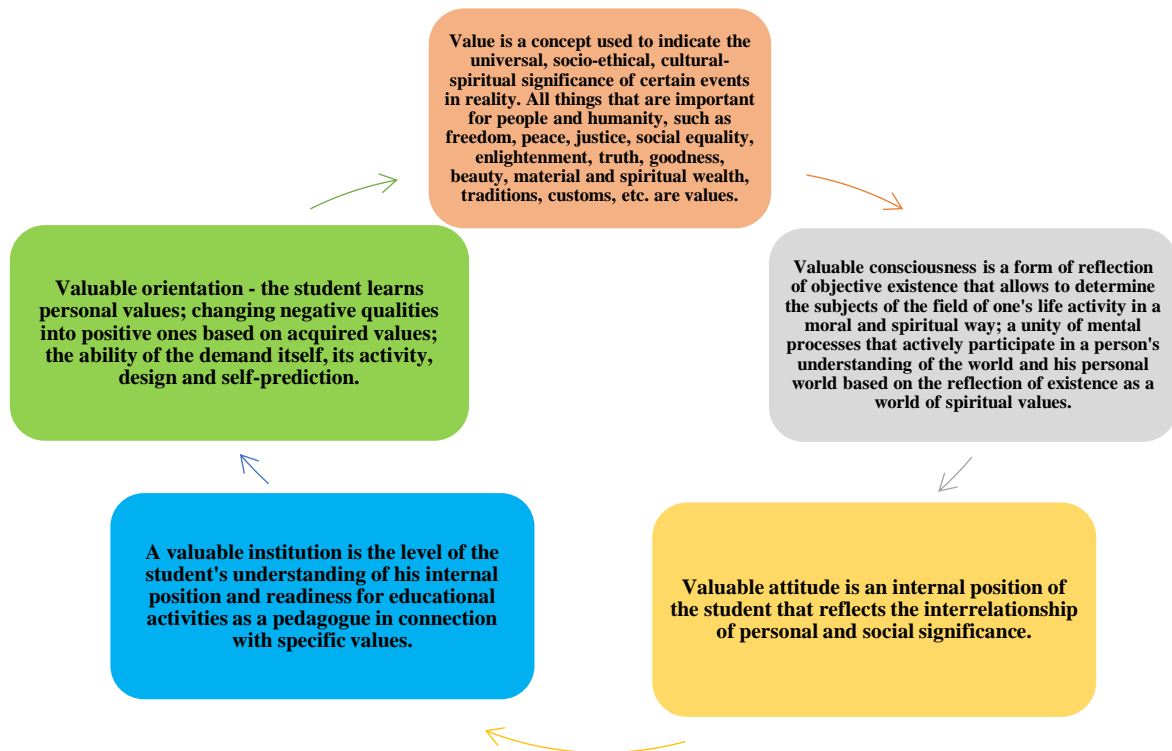 Value is a concept used to indicate the
universal, socio-ethical, cultural-
spiritual significance of certain events
in reality. All things that are important
for people and humanity, such as
freedom, peace, justice, social equality,
enlightenment, truth, goodness,
beauty, material and spiritual wealth,
traditions, customs, etc. are values.
Valuable consciousness is a form of reflection
of objective existence that allows to determine
the subjects of the field of one's life activity in a
moral and spiritual way; a unity of mental
processes that actively participate in a person's
understanding of the world and his personal
world based on the reflection of existence as a
world of spiritual values.
Valuable attitude is an internal position of
the student that reflects the interrelationship
of personal and social significance.
A valuable institution is the level of the
student's understanding of his internal
position and readiness for educational
activities as a pedagogue in connection
with specific values.
Valuable orientation - the student learns
personal values; changing negative qualities
into positive ones based on acquired values;
the ability of the demand itself, its activity,
design and self-prediction.